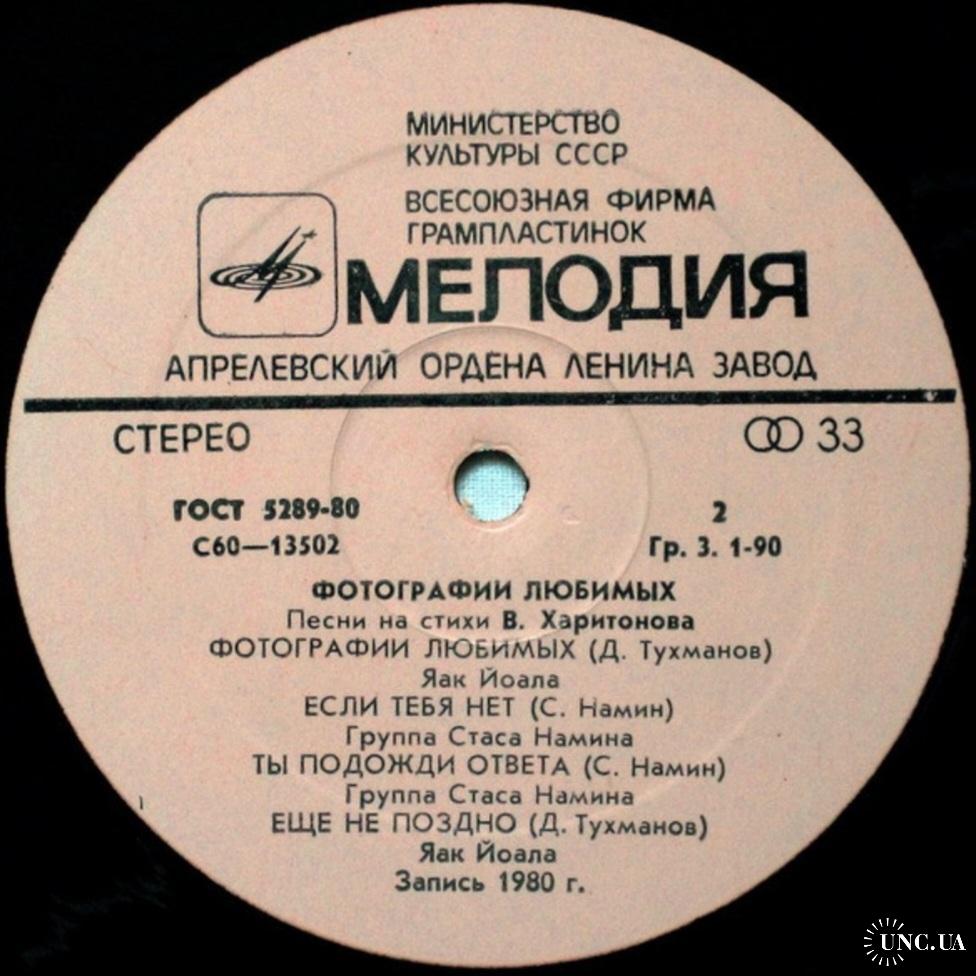 МИНИСТЕРСТВО
КУЛЬТУРЫ СССР
ВСЕСОЮЗНАЯ ФИРМА
ГРАМПЛАСТИНОК
МЕЛОДИЯ
АПРЕЛЕВСКИЙ ОРДЕНА ЛЕНИНА ЗАВОД
СТЕРЕО 33
ГОСТ 5289-80 2
С60—13502 Гр. 3. 1-90
ФОТОГРАФИИ ЛЮБИМЫХ
Песни на стихи В. Харитонова
ФОТОГРАФИИ ЛЮБИМЫХ (Д. Тухманов)
Яак Йоала
ЕСЛИ ТЕБЯ НЕТ (С. Намин)
Группа Стаса Намина
ТЫ ПОДОЖДИ ОТВЕТА (С. Намин)
Группа Стаса Намина
ЕЩЕ НЕ ПОЗДНО (Д. Тухманов)
Яак Йоала
Запись 1980 г.
UNC.UA